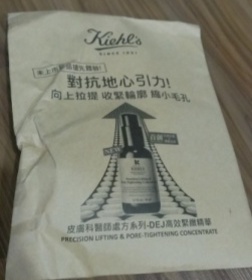 Kiehl's
SINCE 1851
對抗地心引力!
向上拉提 收緊輪廓 縮小毛孔
KIEHL'S
皮膚科醫師處方系列-DEJ高效緊緻精華
PRECISION LIFTING & PORE-TIGHTENING CONCENTRATE